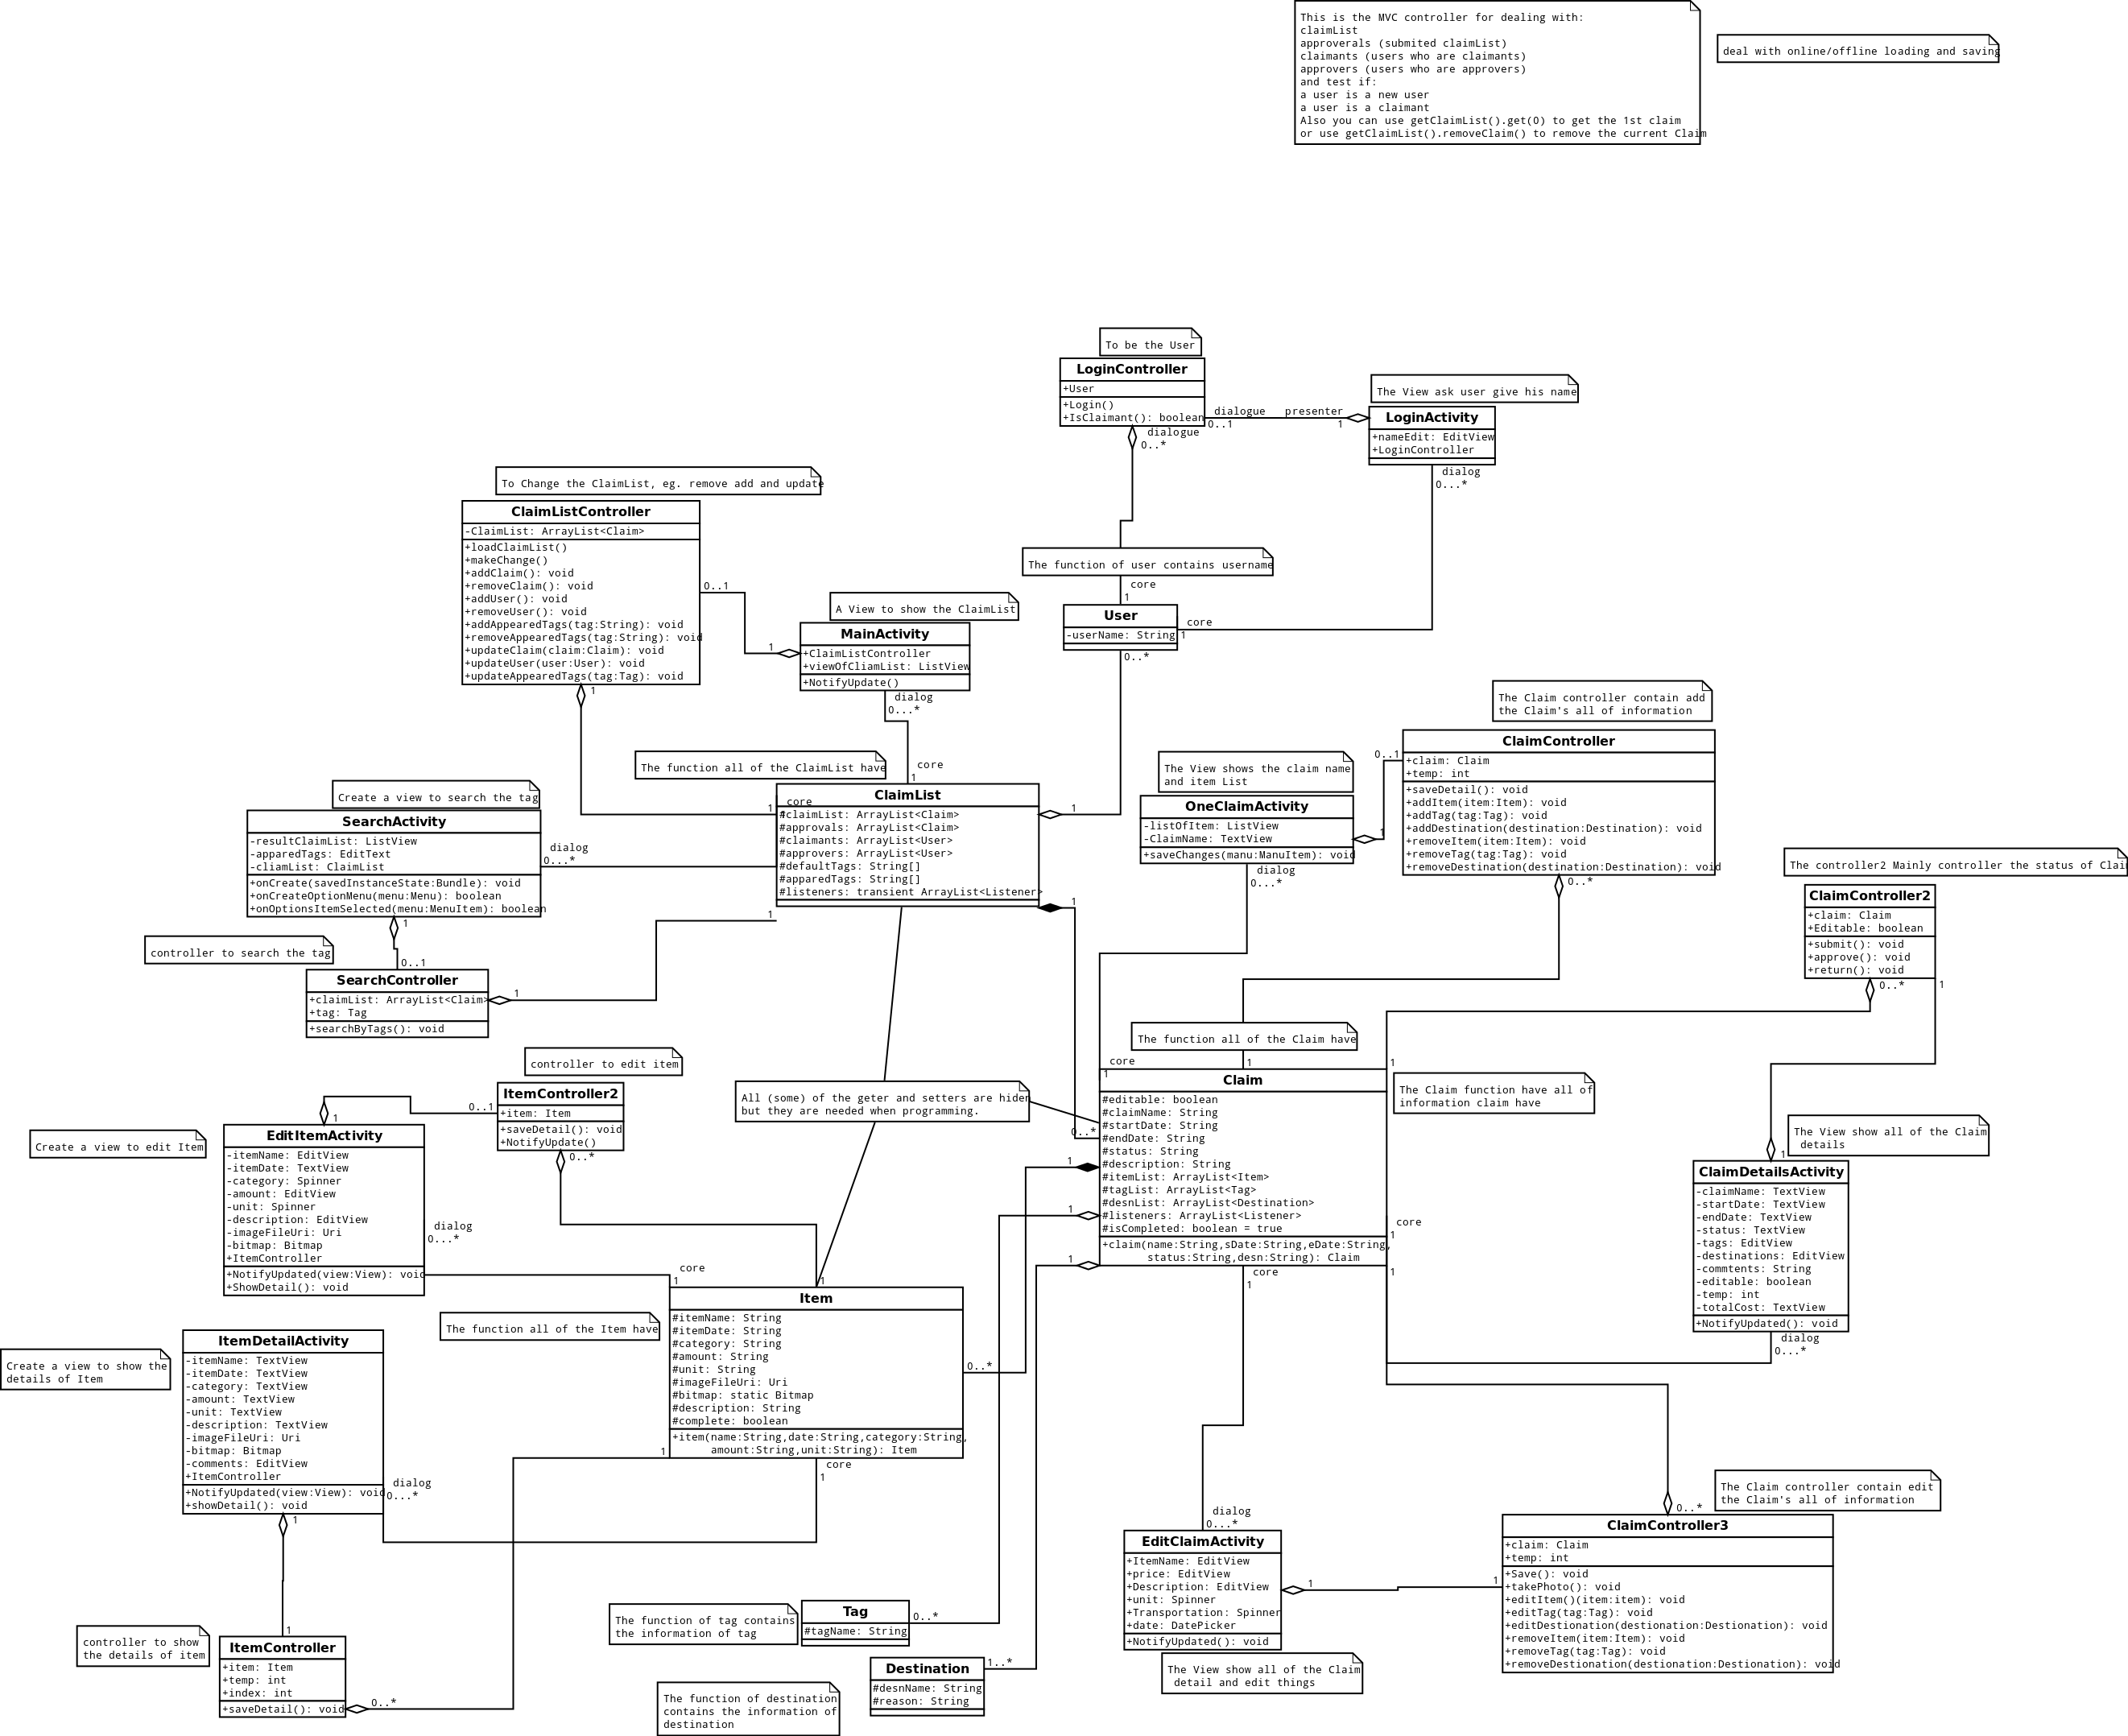 This is the MVC controller for dealing with:
claimList
approverals (submited claimList)
claimants (users who are claimants)
approvers (users who are approvers)
and test if:
a user is a new user
a user is a claimant
Also you can use getClaimList().get(0) to get the 1st claim
or use getClaimList().removeClaim() to remove the current Claim
deal with online/offline loading and saving
To be the User
LoginController
+User
+Login()
+IsClaimant(): boolean
dialogue
0..1
presenter
1
dialogue
0..*
The View ask user give his name
LoginActivity
+nameEdit: EditView
+LoginController
dialog
0...*
To Change the ClaimList, eg. remove add and update
ClaimListController
-ClaimList: ArrayList<Claim>
+loadClaimList()
+makeChange()
+addClaim(): void
+removeClaim(): void
+addUser(): void
+removeUser(): void
+addAppearedTags(tag:String): void
+removeAppearedTags(tag:String): void
+updateClaim(claim:Claim): void
+updateUser(user:User): void
+updateAppearedTags(tag:Tag): void
0..1
1
1
The function of user contains username
core
1
User
-userName: String
core
1
0..*
A View to show the ClaimList
MainActivity
+ClaimListController
+viewOfCliamList: ListView
+NotifyUpdate()
dialog
0...*
The Claim controller contain add
the Claim's all of information
ClaimController
+claim: Claim
+temp: int
+saveDetail(): void
+addItem(item:Item): void
+addTag(tag:Tag): void
+addDestination(destination:Destination): void
+removeItem(item:Item): void
+removeTag(tag:Tag): void
+removeDestination(destination:Destination): void
0..1
0..*
The function all of the ClaimList have
core
1
ClaimList
#claimList: ArrayList<Claim>
#approvals: ArrayList<Claim>
#claimants: ArrayList<User>
#approvers: ArrayList<User>
#defaultTags: String[]
#apparedTags: String[]
#listeners: transient ArrayList<Listener>
1
core
1
1
1
1
The View shows the claim name
and item List
OneClaimActivity
-listOfItem: ListView
-ClaimName: TextView
+saveChanges(manu:ManuItem): void
1
dialog
0...*
Create a view to search the tag
SearchActivity
-resultClaimList: ListView
-apparedTags: EditText
-cliamList: ClaimList
+onCreate(savedInstanceState:Bundle): void
+onCreateOptionMenu(menu:Menu): boolean
+onOptionsItemSelected(menu:MenuItem): boolean
dialog
0...*
1
The controller2 Mainly controller the status of Clai
ClaimController2
+claim: Claim
+Editable: boolean
+submit(): void
+approve(): void
+return(): void
0..*
1
controller to search the tag
0..1
SearchController
+claimList: ArrayList<Claim>
+tag: Tag
+searchByTags(): void
1
The function all of the Claim have
core
1
1
1
Claim
#editable: boolean
#claimName: String
#startDate: String
#endDate: String
#status: String
#description: String
#itemList: ArrayList<Item>
#tagList: ArrayList<Tag>
#desnList: ArrayList<Destination>
#listeners: ArrayList<Listener>
#isCompleted: boolean = true
+claim(name:String,sDate:String,eDate:String,
status:String,desn:String): Claim
0..*
1
1
1
core
1
1
core
1
The Claim function have all of
information claim have
controller to edit item
ItemController2
+item: Item
+saveDetail(): void
+NotifyUpdate()
0..1
0..*
All (some) of the geter and setters are hiden
but they are needed when programming.
Create a view to edit Item
1
EditItemActivity
-itemName: EditView
-itemDate: TextView
-category: Spinner
-amount: EditView
-unit: Spinner
-description: EditView
-imageFileUri: Uri
-bitmap: Bitmap
+ItemController
+NotifyUpdated(view:View): void
+ShowDetail(): void
dialog
0...*
The View show all of the Claim
details
1
ClaimDetailsActivity
-claimName: TextView
-startDate: TextView
-endDate: TextView
-status: TextView
-tags: EditView
-destinations: EditView
-commtents: String
-editable: boolean
-temp: int
-totalCost: TextView
+NotifyUpdated(): void
dialog
0...*
The function all of the Item have
core
1
1
Item
#itemName: String
#itemDate: String
#category: String
#amount: String
#unit: String
#imageFileUri: Uri
#bitmap: static Bitmap
#description: String
#complete: boolean
+item(name:String,date:String,category:String,
amount:String,unit:String): Item
0..*
1
core
1
Create a view to show the
details of Item
ItemDetailActivity
-itemName: TextView
-itemDate: TextView
-category: TextView
-amount: TextView
-unit: TextView
-description: TextView
-imageFileUri: Uri
-bitmap: Bitmap
-comments: EditView
+ItemController
+NotifyUpdated(view:View): void
+showDetail(): void
dialog
0...*
1
The Claim controller contain edit
the Claim's all of information
0..*
ClaimController3
+claim: Claim
+temp: int
+Save(): void
+takePhoto(): void
+editItem()(item:item): void
+editTag(tag:Tag): void
+editDestionation(destionation:Destionation): void
+removeItem(item:Item): void
+removeTag(tag:Tag): void
+removeDestionation(destionation:Destionation): void
1
dialog
0...*
EditClaimActivity
+ItemName: EditView
+price: EditView
+Description: EditView
+unit: Spinner
+Transportation: Spinner
+date: DatePicker
+NotifyUpdated(): void
1
The View show all of the Claim
detail and edit things
The function of tag contains
the information of tag
Tag
#tagName: String
0..*
controller to show
the details of item
1
ItemController
+item: Item
+temp: int
+index: int
+saveDetail(): void
0..*
The function of destination
contains the information of
destination
Destination
#desnName: String
#reason: String
1..*